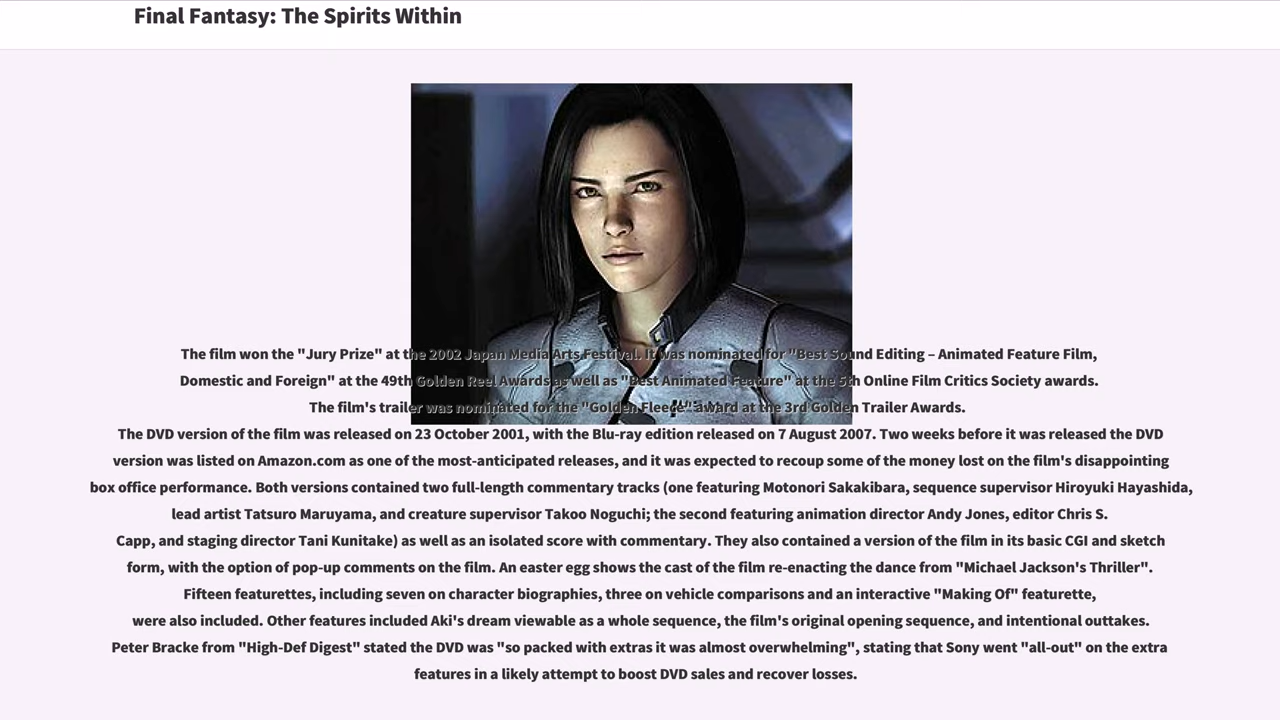 Final Fantasy: The Spirits Within
The film won the "Jury Prize" at the 2002 Japan Media Arts Festival. It was nominated for "Best Sound Editing – Animated Feature Film,
Domestic and Foreign" at the 49th Golden Reel Awards as well as "Best Animated Feature" at the 5th Online Film Critics Society awards.
The film's trailer was nominated for the "Golden Fleece" award at the 3rd Golden Trailer Awards.
The DVD version of the film was released on 23 October 2001, with the Blu-ray edition released on 7 August 2007. Two weeks before it was released the DVD
version was listed on Amazon.com as one of the most-anticipated releases, and it was expected to recoup some of the money lost on the film's disappointing
box office performance. Both versions contained two full-length commentary tracks (one featuring Motonori Sakakibara, sequence supervisor Hiroyuki Hayashida,
lead artist Tatsuro Maruyama, and creature supervisor Takoo Noguchi; the second featuring animation director Andy Jones, editor Chris S.
Capp, and staging director Tani Kunitake) as well as an isolated score with commentary. They also contained a version of the film in its basic CGI and sketch
form, with the option of pop-up comments on the film. An easter egg shows the cast of the film re-enacting the dance from "Michael Jackson's Thriller".
Fifteen featurettes, including seven on character biographies, three on vehicle comparisons and an interactive "Making Of" featurette,
were also included. Other features included Aki's dream viewable as a whole sequence, the film's original opening sequence, and intentional outtakes.
Peter Bracke from "High-Def Digest" stated the DVD was "so packed with extras it was almost overwhelming", stating that Sony went "all-out" on the extra
features in a likely attempt to boost DVD sales and recover losses.